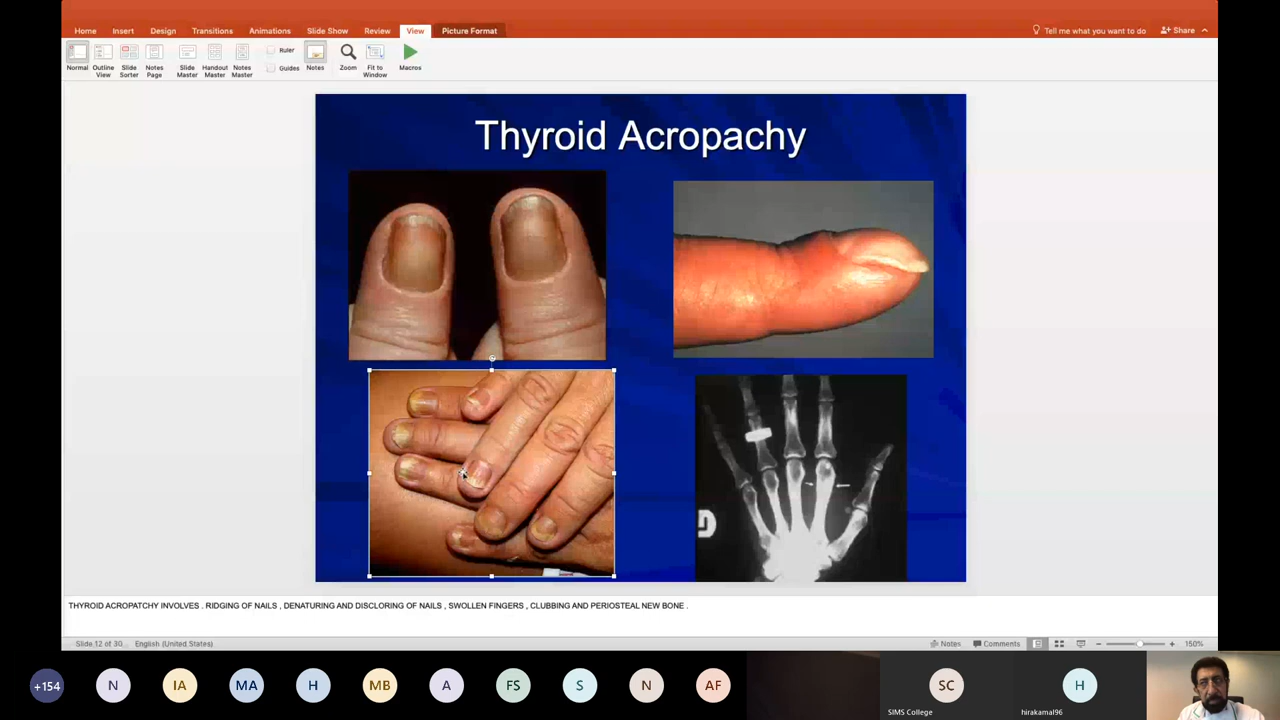 Home Insert Design Transitions Animations Slide Show Review View Picture Format Tell me what you want to do Share
Normal Outline View Slide Sorter Notes Page Slide Master Handout Master Notes Master Ruler Guides Notes Zoom Fit to Window Macros
Thyroid Acropachy
D
THYROID ACROPATCHY INVOLVES . RIDGING OF NAILS , DENATURING AND DISCLORING OF NAILS , SWOLLEN FINGERS , CLUBBING AND PERIOSTEAL NEW BONE .
Slide 12 of 30 English (United States) Notes Comments 150%
+154 N IA MA H MB A FS S N AF SC H
SIMS College hirakamal96